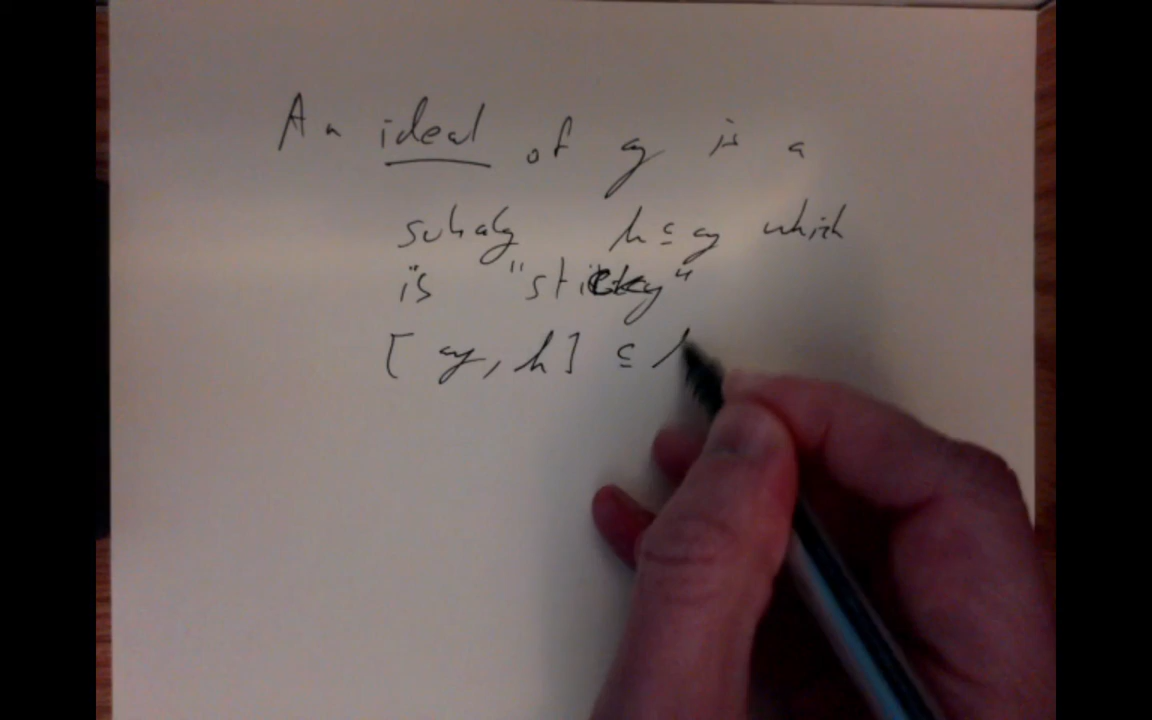 An ideal of 𝔤 is a
subalg 𝔥 ⊆ 𝔤 which
is "sticky"
[𝔤, 𝔥] ⊆ 𝔥